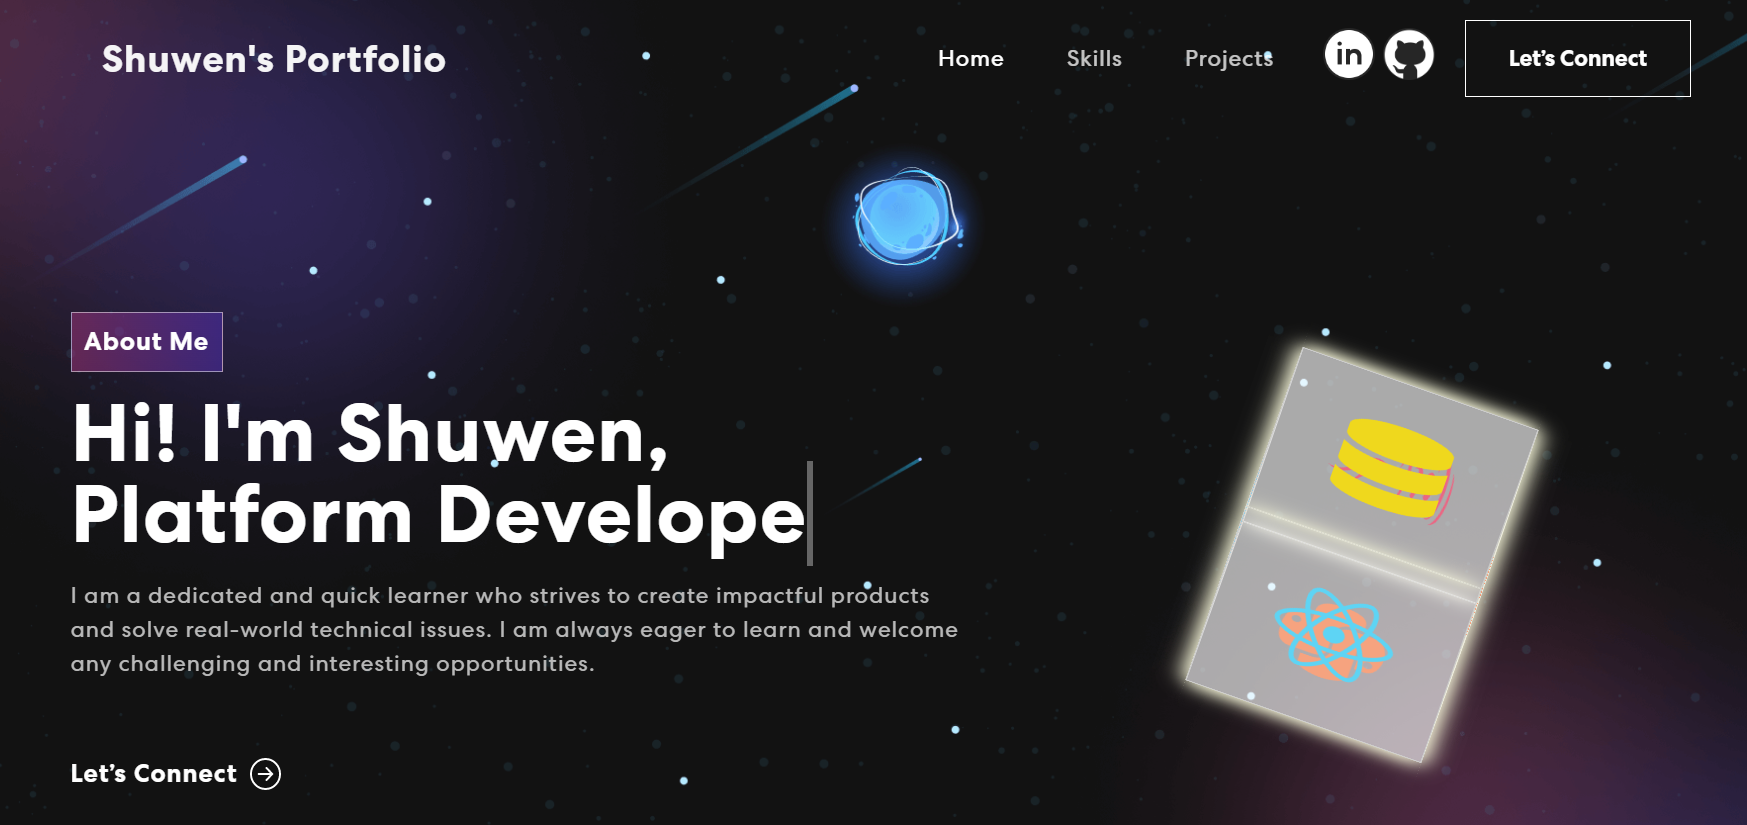 Shuwen's Portfolio
Home
Skills
Projects
in
Let's Connect
About Me
Hi! I'm Shuwen,
Platform Develope
I am a dedicated and quick learner who strives to create impactful products
and solve real-world technical issues. I am always eager to learn and welcome
any challenging and interesting opportunities.
Let's Connect